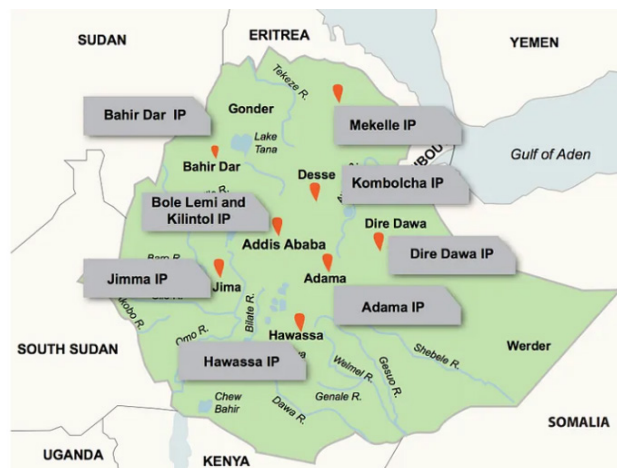 SUDAN
ERITREA
YEMEN
Tekeze R.
Gonder
Bahir Dar IP
Mekelle IP
Lake
Tana
Gulf of Aden
Bahir Dar
Desse
Kombolcha IP
Bole Lemi and
Kilintol IP
Dire Dawa
Addis Ababa
Dire Dawa IP
Jimma IP
Jima
Adama
Adama IP
Bilate R.
Omo R.
Hawassa
SOUTH SUDAN
Hawassa IP
Weimel R.
Gesuo R.
Shebele R.
Werder
Genale R.
Chew
Bahir
Dawa R.
SOMALIA
UGANDA
KENYA